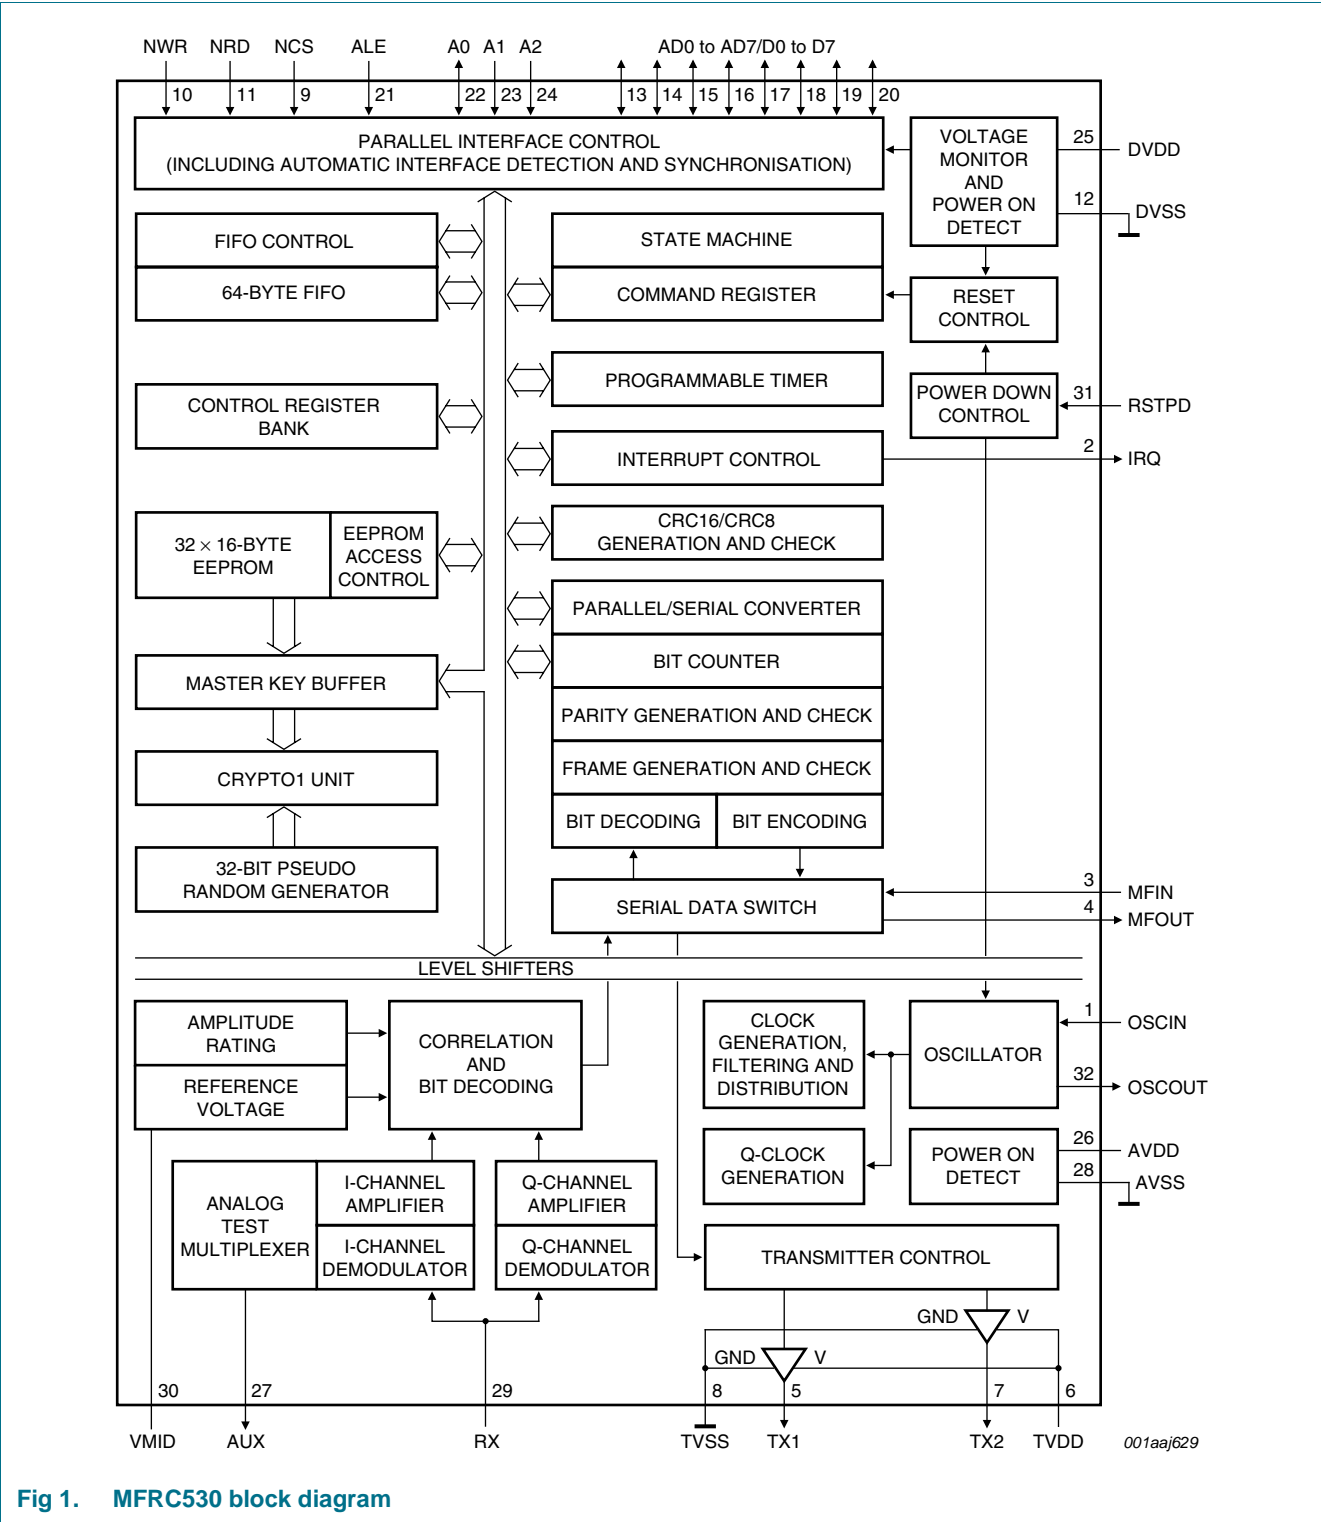 NWR NRD NCS ALE A0 A1 A2 AD0 to AD7/D0 to D7
10 11 9 21 22 23 24 13 14 15 16 17 18 19 20
PARALLEL INTERFACE CONTROL
(INCLUDING AUTOMATIC INTERFACE DETECTION AND SYNCHRONISATION)
VOLTAGE
MONITOR
AND
POWER ON
DETECT
25
DVDD
12
DVSS
FIFO CONTROL
64-BYTE FIFO
STATE MACHINE
COMMAND REGISTER
RESET
CONTROL
PROGRAMMABLE TIMER
POWER DOWN
CONTROL
31
RSTPD
CONTROL REGISTER
BANK
INTERRUPT CONTROL
2
IRQ
32 × 16-BYTE
EEPROM
EEPROM
ACCESS
CONTROL
CRC16/CRC8
GENERATION AND CHECK
PARALLEL/SERIAL CONVERTER
BIT COUNTER
MASTER KEY BUFFER
PARITY GENERATION AND CHECK
FRAME GENERATION AND CHECK
CRYPTO1 UNIT
BIT DECODING
BIT ENCODING
32-BIT PSEUDO
RANDOM GENERATOR
SERIAL DATA SWITCH
3
MFIN
4
MFOUT
LEVEL SHIFTERS
AMPLITUDE
RATING
REFERENCE
VOLTAGE
CORRELATION
AND
BIT DECODING
CLOCK
GENERATION,
FILTERING AND
DISTRIBUTION
OSCILLATOR
1
OSCIN
32
OSCOUT
Q-CLOCK
GENERATION
POWER ON
DETECT
26
AVDD
28
AVSS
ANALOG
TEST
MULTIPLEXER
I-CHANNEL
AMPLIFIER
I-CHANNEL
DEMODULATOR
Q-CHANNEL
AMPLIFIER
Q-CHANNEL
DEMODULATOR
TRANSMITTER CONTROL
GND V
GND V
30 27 29 8 5 7 6
VMID AUX RX TVSS TX1 TX2 TVDD
001aaj629
Fig 1. MFRC530 block diagram